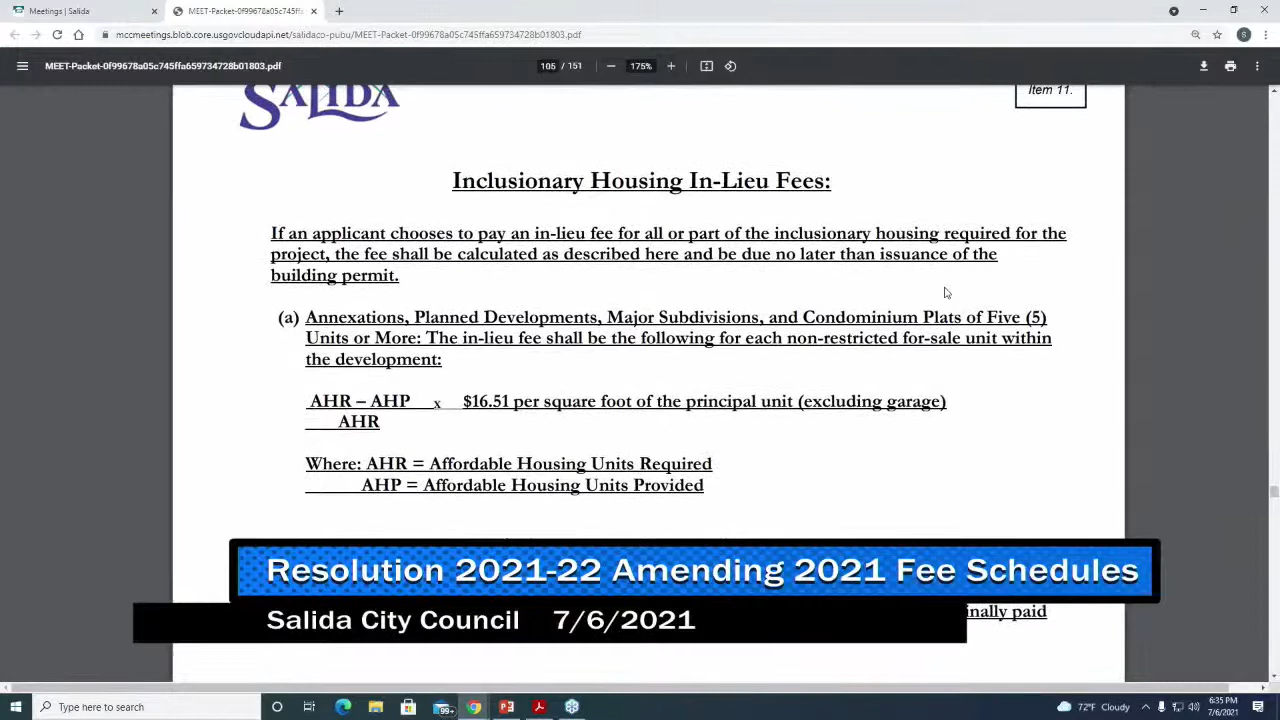 Meetings | Salida
MEET-Packet-0f99678a05c745ffa
mccmeetings.blob.core.usgovcloudapi.net/salidaco-pubu/MEET-Packet-0f99678a05c745ffa659734728b01803.pdf
S
MEET-Packet-0f99678a05c745ffa659734728b01803.pdf
105 / 151
175%
SALIDA
Item 11.
Inclusionary Housing In-Lieu Fees:
If an applicant chooses to pay an in-lieu fee for all or part of the inclusionary housing required for the
project, the fee shall be calculated as described here and be due no later than issuance of the
building permit.
(a) Annexations, Planned Developments, Major Subdivisions, and Condominium Plats of Five (5)
Units or More: The in-lieu fee shall be the following for each non-restricted for-sale unit within
the development:
AHR – AHP x $16.51 per square foot of the principal unit (excluding garage)
AHR
Where: AHR = Affordable Housing Units Required
AHP = Affordable Housing Units Provided
Resolution 2021-22 Amending 2021 Fee Schedules
Salida City Council 7/6/2021
inally paid
Type here to search
99+
72°F Cloudy
6:35 PM
7/6/2021